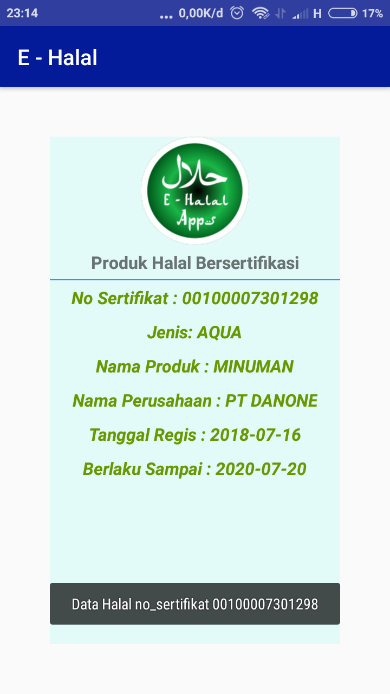 23:14 ... 0,00K/d H 17%
E - Halal
حلال
E - Halal
Apps
Produk Halal Bersertifikasi
No Sertifikat : 00100007301298
Jenis: AQUA
Nama Produk : MINUMAN
Nama Perusahaan : PT DANONE
Tanggal Regis : 2018-07-16
Berlaku Sampai : 2020-07-20
Data Halal no_sertifikat 00100007301298